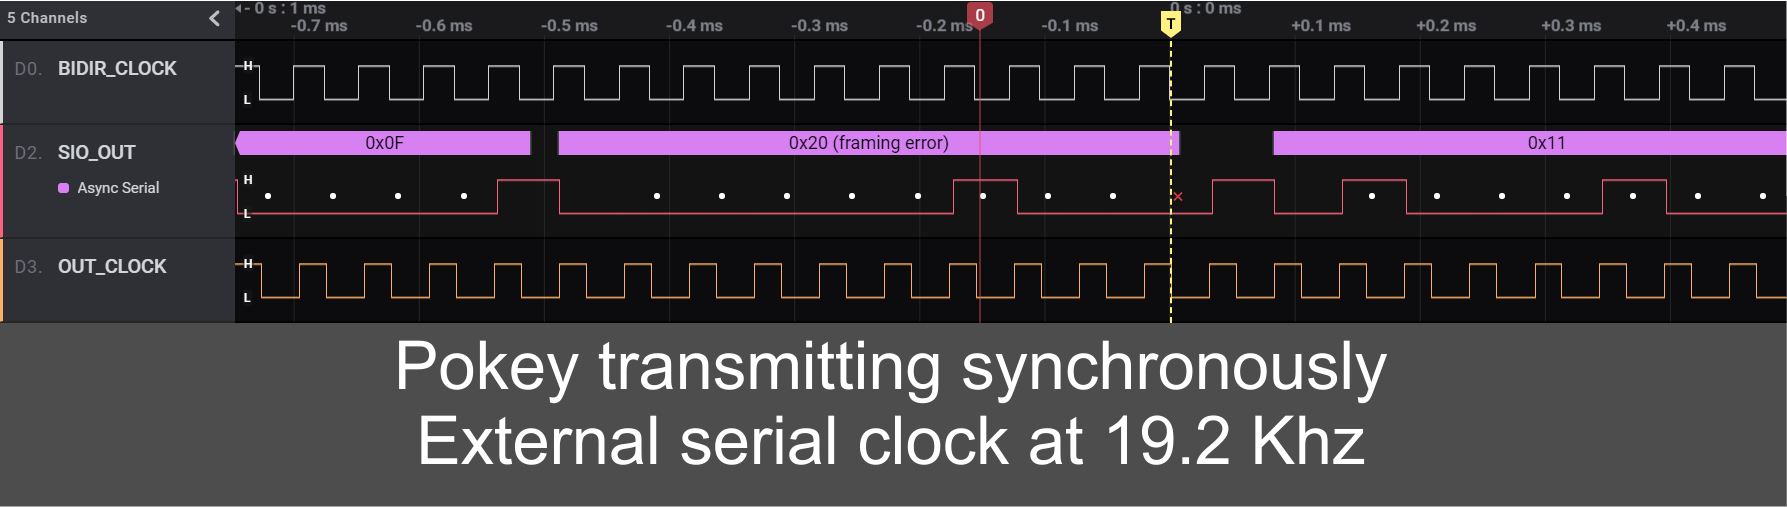 5 Channels
- 0 s : 1 ms
0 s : 0 ms
-0.7 ms
-0.6 ms
-0.5 ms
-0.4 ms
-0.3 ms
-0.2 ms
0
-0.1 ms
T
+0.1 ms
+0.2 ms
+0.3 ms
+0.4 ms
D0. BIDIR_CLOCK
H
L
D2. SIO_OUT
Async Serial
0x0F
0x20 (framing error)
0x11
H
L
D3. OUT_CLOCK
H
L
Pokey transmitting synchronously
External serial clock at 19.2 Khz